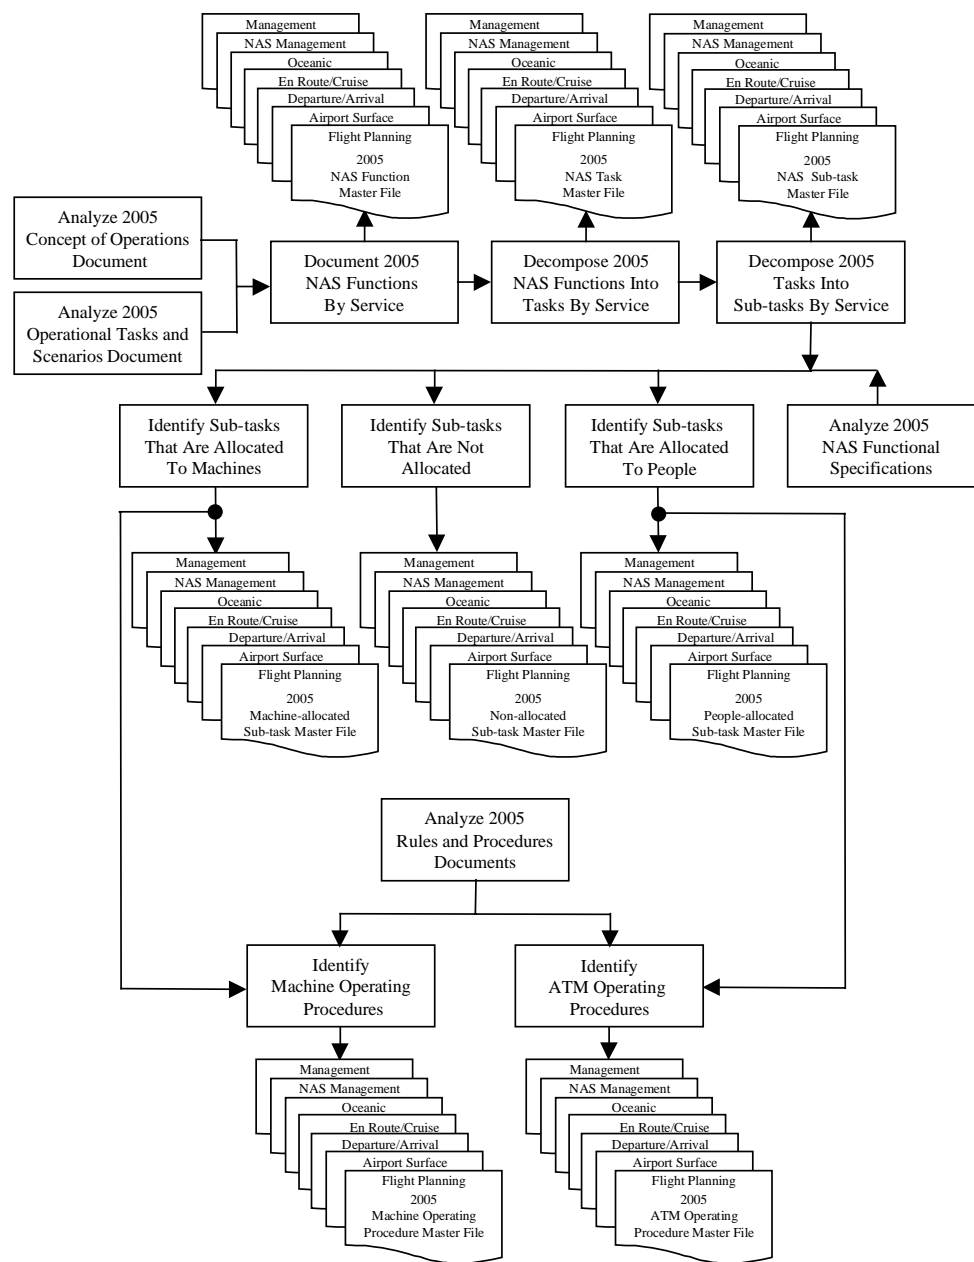 Management
NAS Management
Oceanic
En Route/Cruise
Departure/Arrival
Airport Surface
Flight Planning
2005
NAS Function
Master File
Management
NAS Management
Oceanic
En Route/Cruise
Departure/Arrival
Airport Surface
Flight Planning
2005
NAS Task
Master File
Management
NAS Management
Oceanic
En Route/Cruise
Departure/Arrival
Airport Surface
Flight Planning
2005
NAS Sub-task
Master File
Analyze 2005
Concept of Operations
Document
Analyze 2005
Operational Tasks and
Scenarios Document
Document 2005
NAS Functions
By Service
Decompose 2005
NAS Functions Into
Tasks By Service
Decompose 2005
Tasks Into
Sub-tasks By Service
Identify Sub-tasks
That Are Allocated
To Machines
Identify Sub-tasks
That Are Not
Allocated
Identify Sub-tasks
That Are Allocated
To People
Analyze 2005
NAS Functional
Specifications
Management
NAS Management
Oceanic
En Route/Cruise
Departure/Arrival
Airport Surface
Flight Planning
2005
Machine-allocated
Sub-task Master File
Management
NAS Management
Oceanic
En Route/Cruise
Departure/Arrival
Airport Surface
Flight Planning
2005
Non-allocated
Sub-task Master File
Management
NAS Management
Oceanic
En Route/Cruise
Departure/Arrival
Airport Surface
Flight Planning
2005
People-allocated
Sub-task Master File
Analyze 2005
Rules and Procedures
Documents
Identify
Machine Operating
Procedures
Identify
ATM Operating
Procedures
Management
NAS Management
Oceanic
En Route/Cruise
Departure/Arrival
Airport Surface
Flight Planning
2005
Machine Operating
Procedure Master File
Management
NAS Management
Oceanic
En Route/Cruise
Departure/Arrival
Airport Surface
Flight Planning
2005
ATM Operating
Procedure Master File